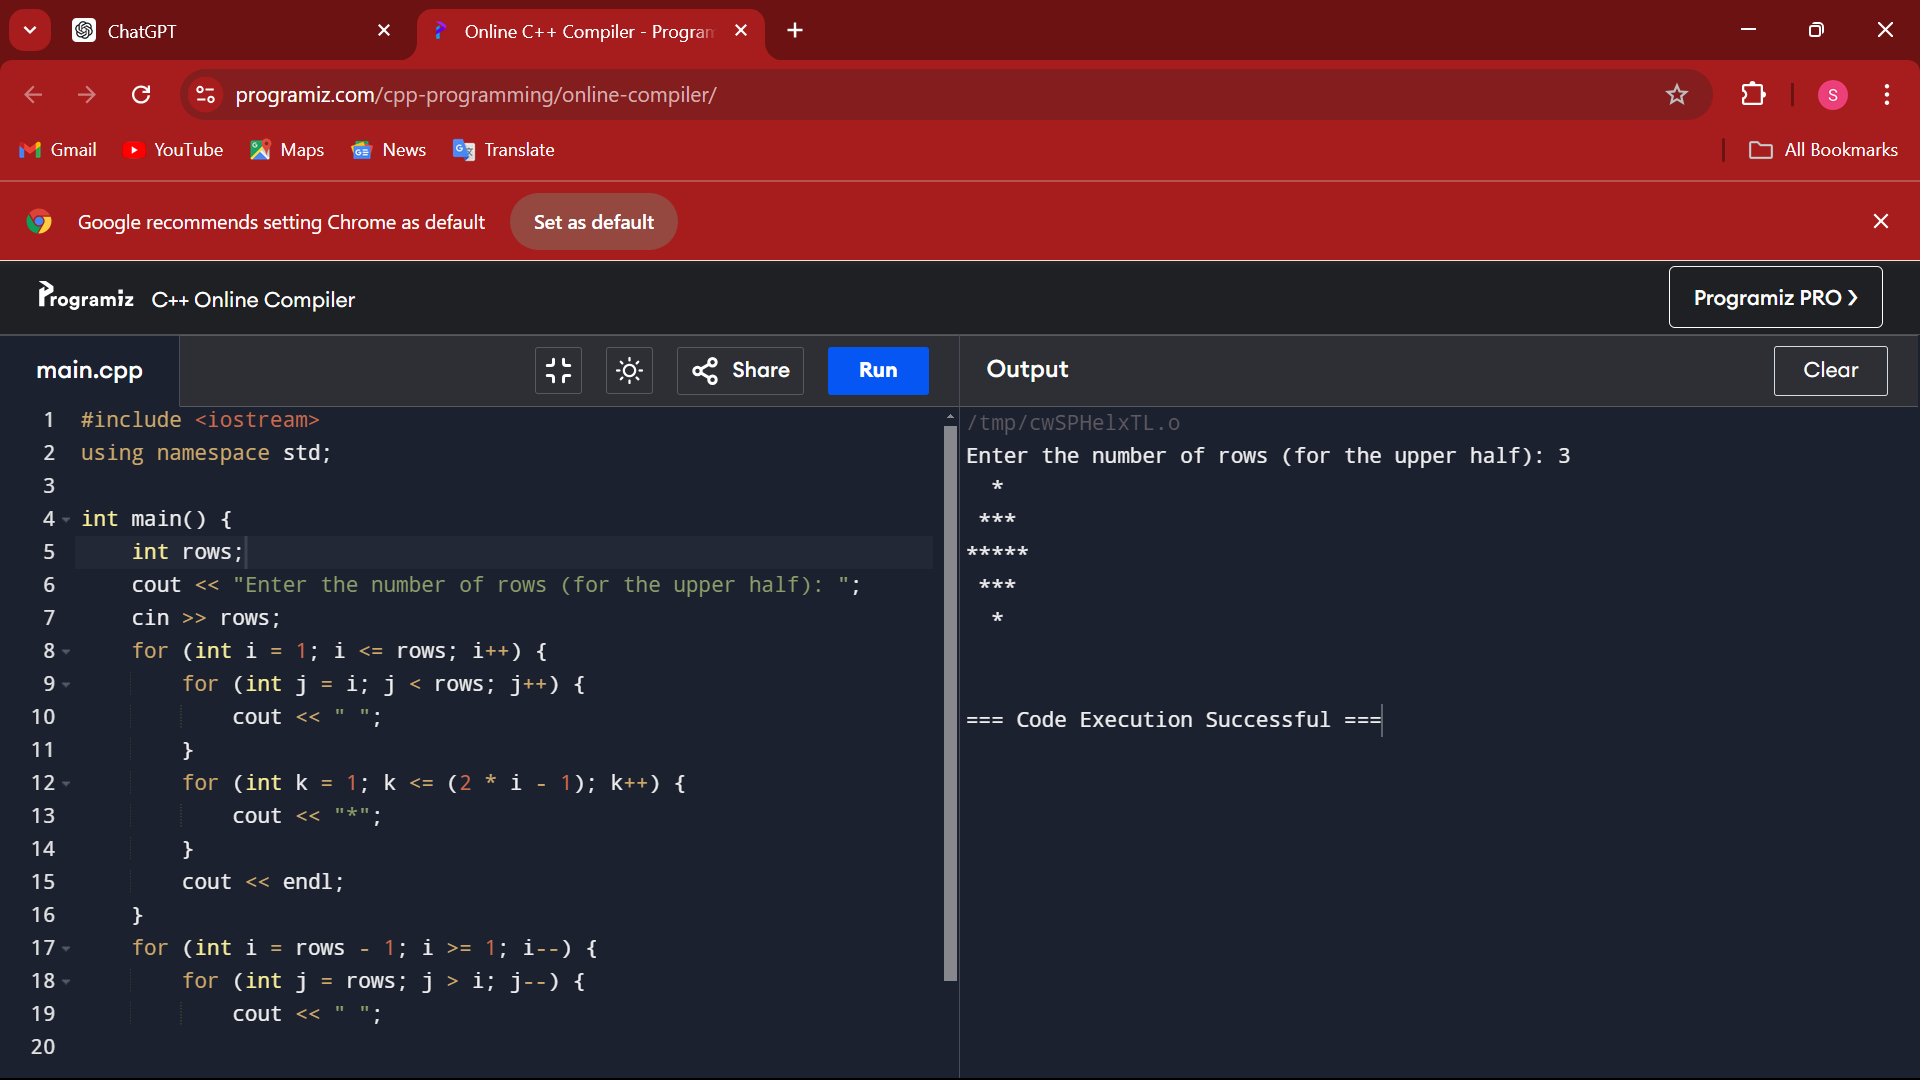 ChatGPT
Online C++ Compiler - Program
programiz.com/cpp-programming/online-compiler/
S
Gmail
YouTube
Maps
News
Translate
All Bookmarks
Google recommends setting Chrome as default
Set as default
Programiz C++ Online Compiler
Programiz PRO
main.cpp
Share
Run
Output
Clear
1 #include <iostream>
2 using namespace std;
3
4 int main() {
5     int rows;
6     cout << "Enter the number of rows (for the upper half): ";
7     cin >> rows;
8     for (int i = 1; i <= rows; i++) {
9         for (int j = i; j < rows; j++) {
10             cout << " ";
11         }
12         for (int k = 1; k <= (2 * i - 1); k++) {
13             cout << "*";
14         }
15         cout << endl;
16     }
17     for (int i = rows - 1; i >= 1; i--) {
18         for (int j = rows; j > i; j--) {
19             cout << " ";
20
/tmp/cwSPHelxTL.o
Enter the number of rows (for the upper half): 3
  *
 ***
*****
 ***
  *
=== Code Execution Successful ===